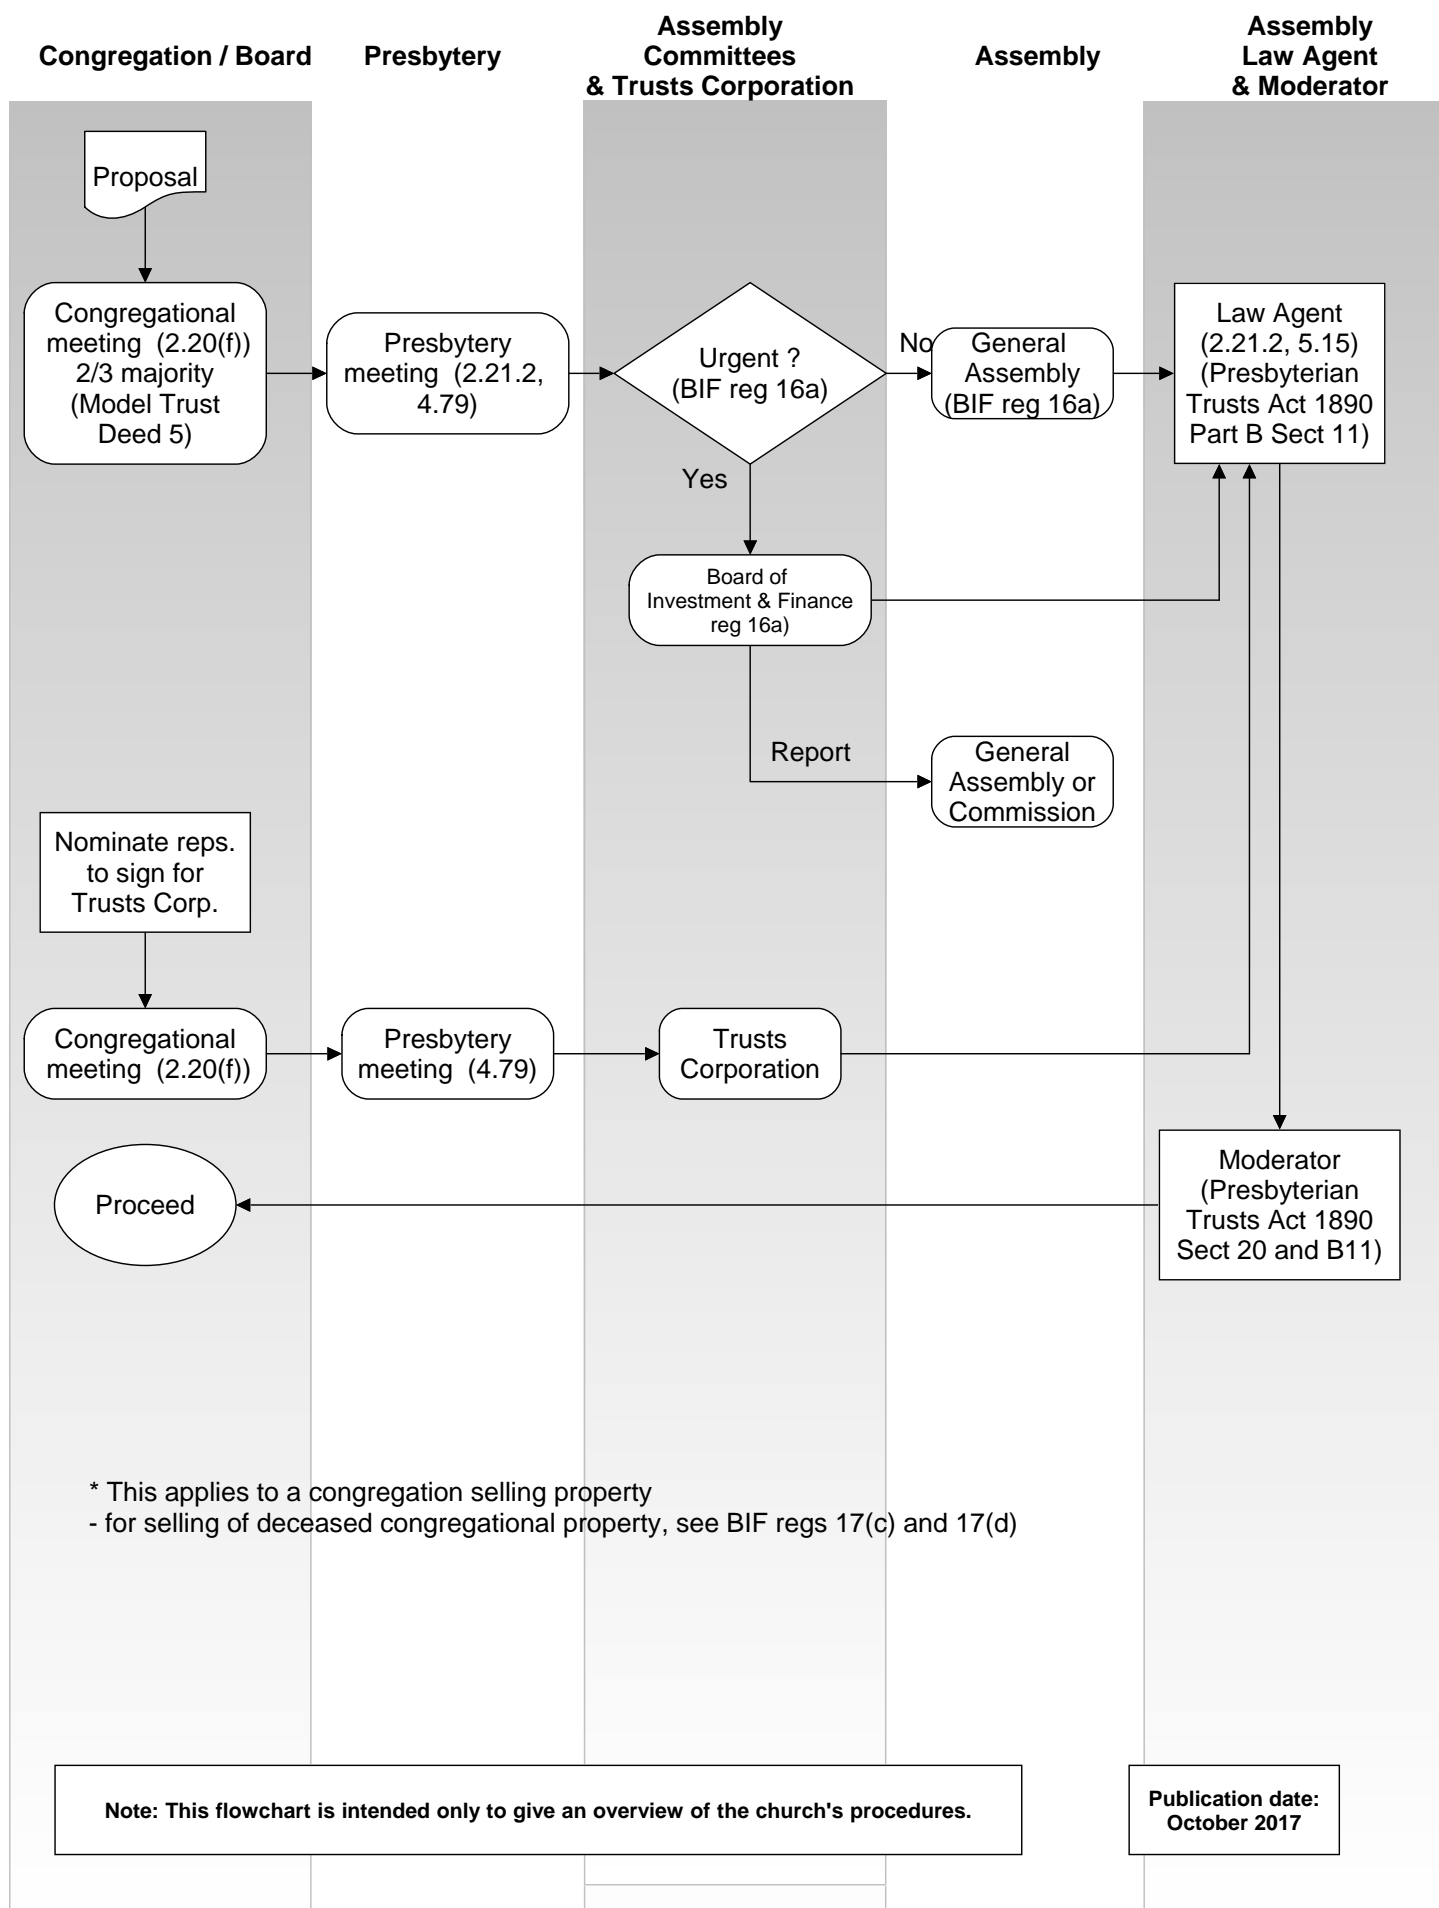 Congregation / Board
Presbytery
Assembly
Committees
& Trusts Corporation
Assembly
Assembly
Law Agent
& Moderator
Proposal
Congregational
meeting (2.20(f))
2/3 majority
(Model Trust
Deed 5)
Presbytery
meeting (2.21.2,
4.79)
Urgent ?
(BIF reg 16a)
No
General
Assembly
(BIF reg 16a)
Law Agent
(2.21.2, 5.15)
(Presbyterian
Trusts Act 1890
Part B Sect 11)
Yes
Board of
Investment & Finance
reg 16a)
Report
General
Assembly or
Commission
Nominate reps.
to sign for
Trusts Corp.
Congregational
meeting (2.20(f))
Presbytery
meeting (4.79)
Trusts
Corporation
Proceed
Moderator
(Presbyterian
Trusts Act 1890
Sect 20 and B11)
* This applies to a congregation selling property
- for selling of deceased congregational property, see BIF regs 17(c) and 17(d)
Note: This flowchart is intended only to give an overview of the church's procedures.
Publication date:
October 2017